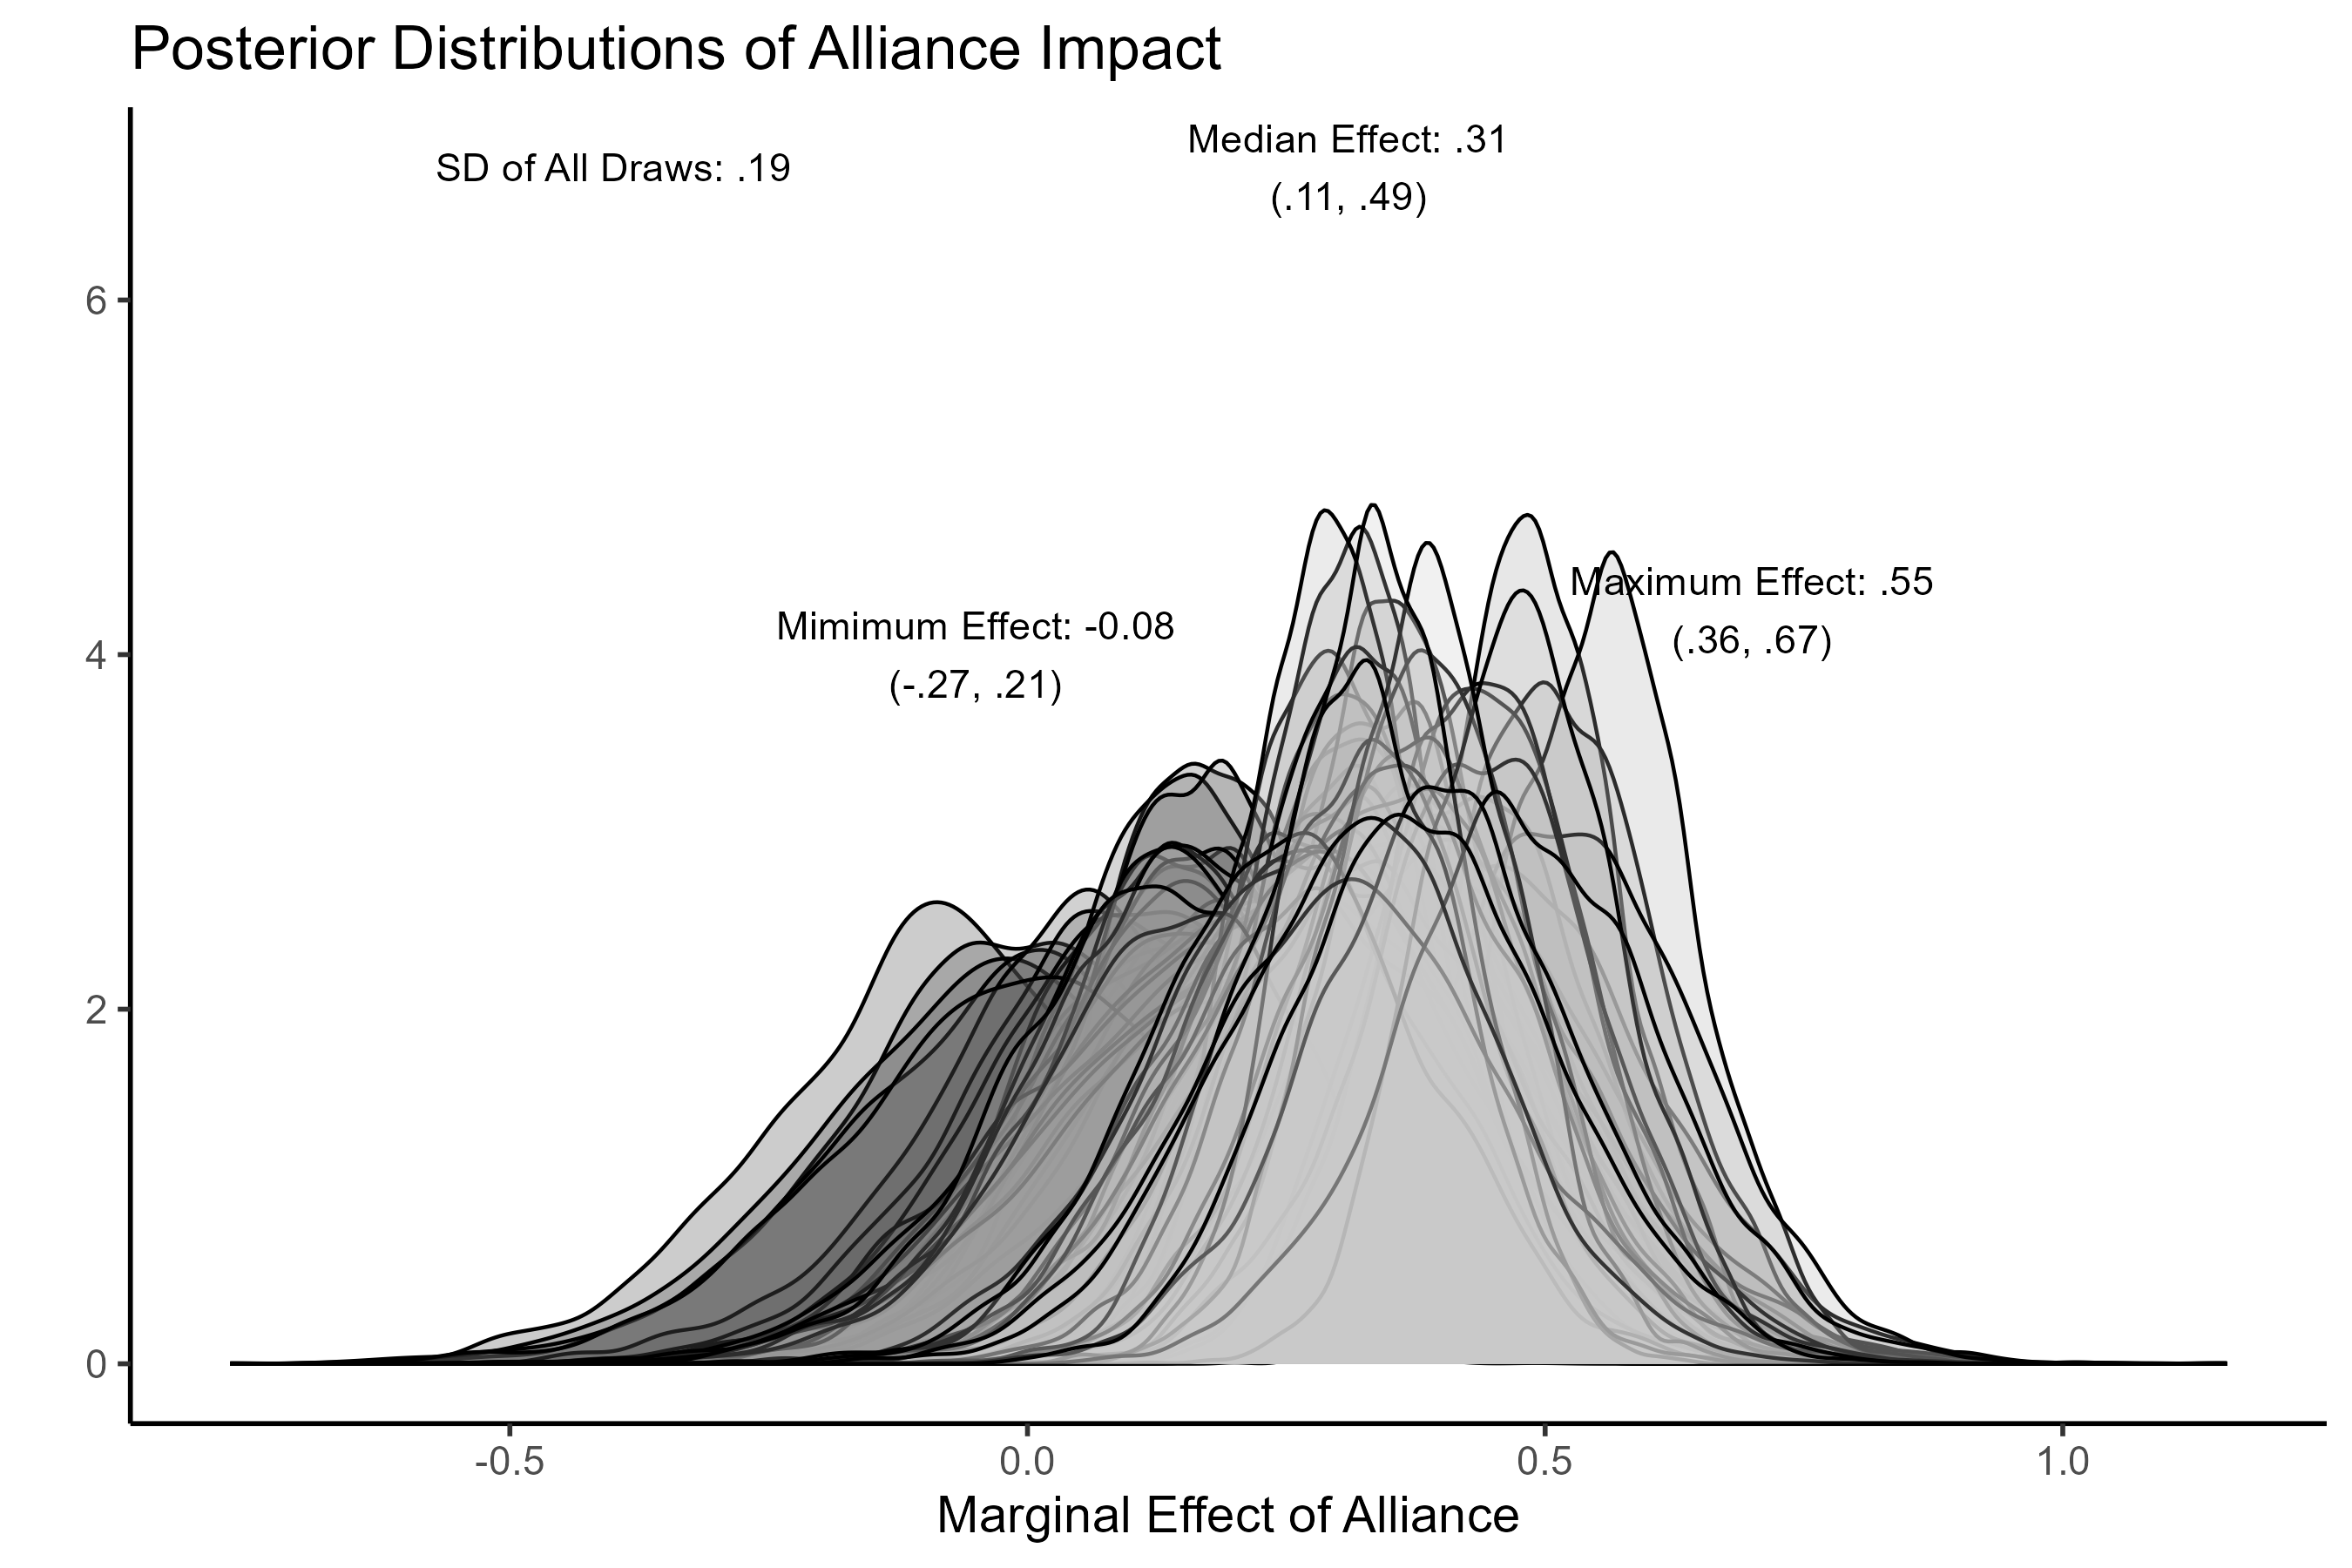 Posterior Distributions of Alliance Impact
Median Effect: .31
(.11, .49)
SD of All Draws: .19
6
Maximum Effect: .55
(.36, .67)
Mimimum Effect: -0.08
(-.27, .21)
4
2
0
-0.5 0.0 0.5 1.0
Marginal Effect of Alliance